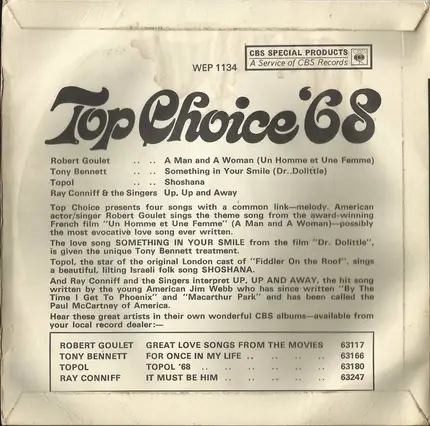 CBS SPECIAL PRODUCTS
A Service of CBS Records
WEP 1134
Top Choice '68
Robert Goulet .. .. A Man and A Woman (Un Homme et Une Femme)
Tony Bennett .. .. Something in Your Smile (Dr..Dolittle)
Topol .. .. Shoshana
Ray Conniff & the Singers Up, Up and Away
Top Choice presents four songs with a common link—melody. American
actor/singer Robert Goulet sings the theme song from the award-winning
French film "Un Homme et Une Femme" (A Man and A Woman)—possibly
the most evocative love song ever written.
The love song SOMETHING IN YOUR SMILE from the film "Dr. Dolittle",
is given the unique Tony Bennett treatment.
Topol, the star of the original London cast of "Fiddler On the Roof", sings
a beautiful, lilting Israeli folk song SHOSHANA.
And Ray Conniff and the Singers interpret UP, UP AND AWAY, the hit song
written by the young American Jim Webb who has since written "By The
Time I Get To Phoenix" and "Macarthur Park" and has been called the
Paul McCartney of America.
Hear these great artists in their own wonderful CBS albums—available from
your local record dealer:—
ROBERT GOULET GREAT LOVE SONGS FROM THE MOVIES 63117
TONY BENNETT FOR ONCE IN MY LIFE .. .. .. .. 63166
TOPOL TOPOL '68 .. .. .. .. .. .. 63180
RAY CONNIFF IT MUST BE HIM .. .. .. .. 63247